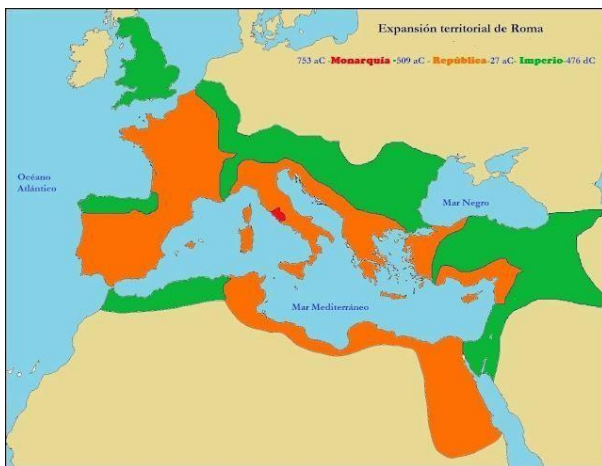 Expansión territorial de Roma
753 aC -Monarquía -509 aC - República-27 aC- Imperio-476 dC
Océano
Atlántico
Mar Negro
Mar Mediterráneo